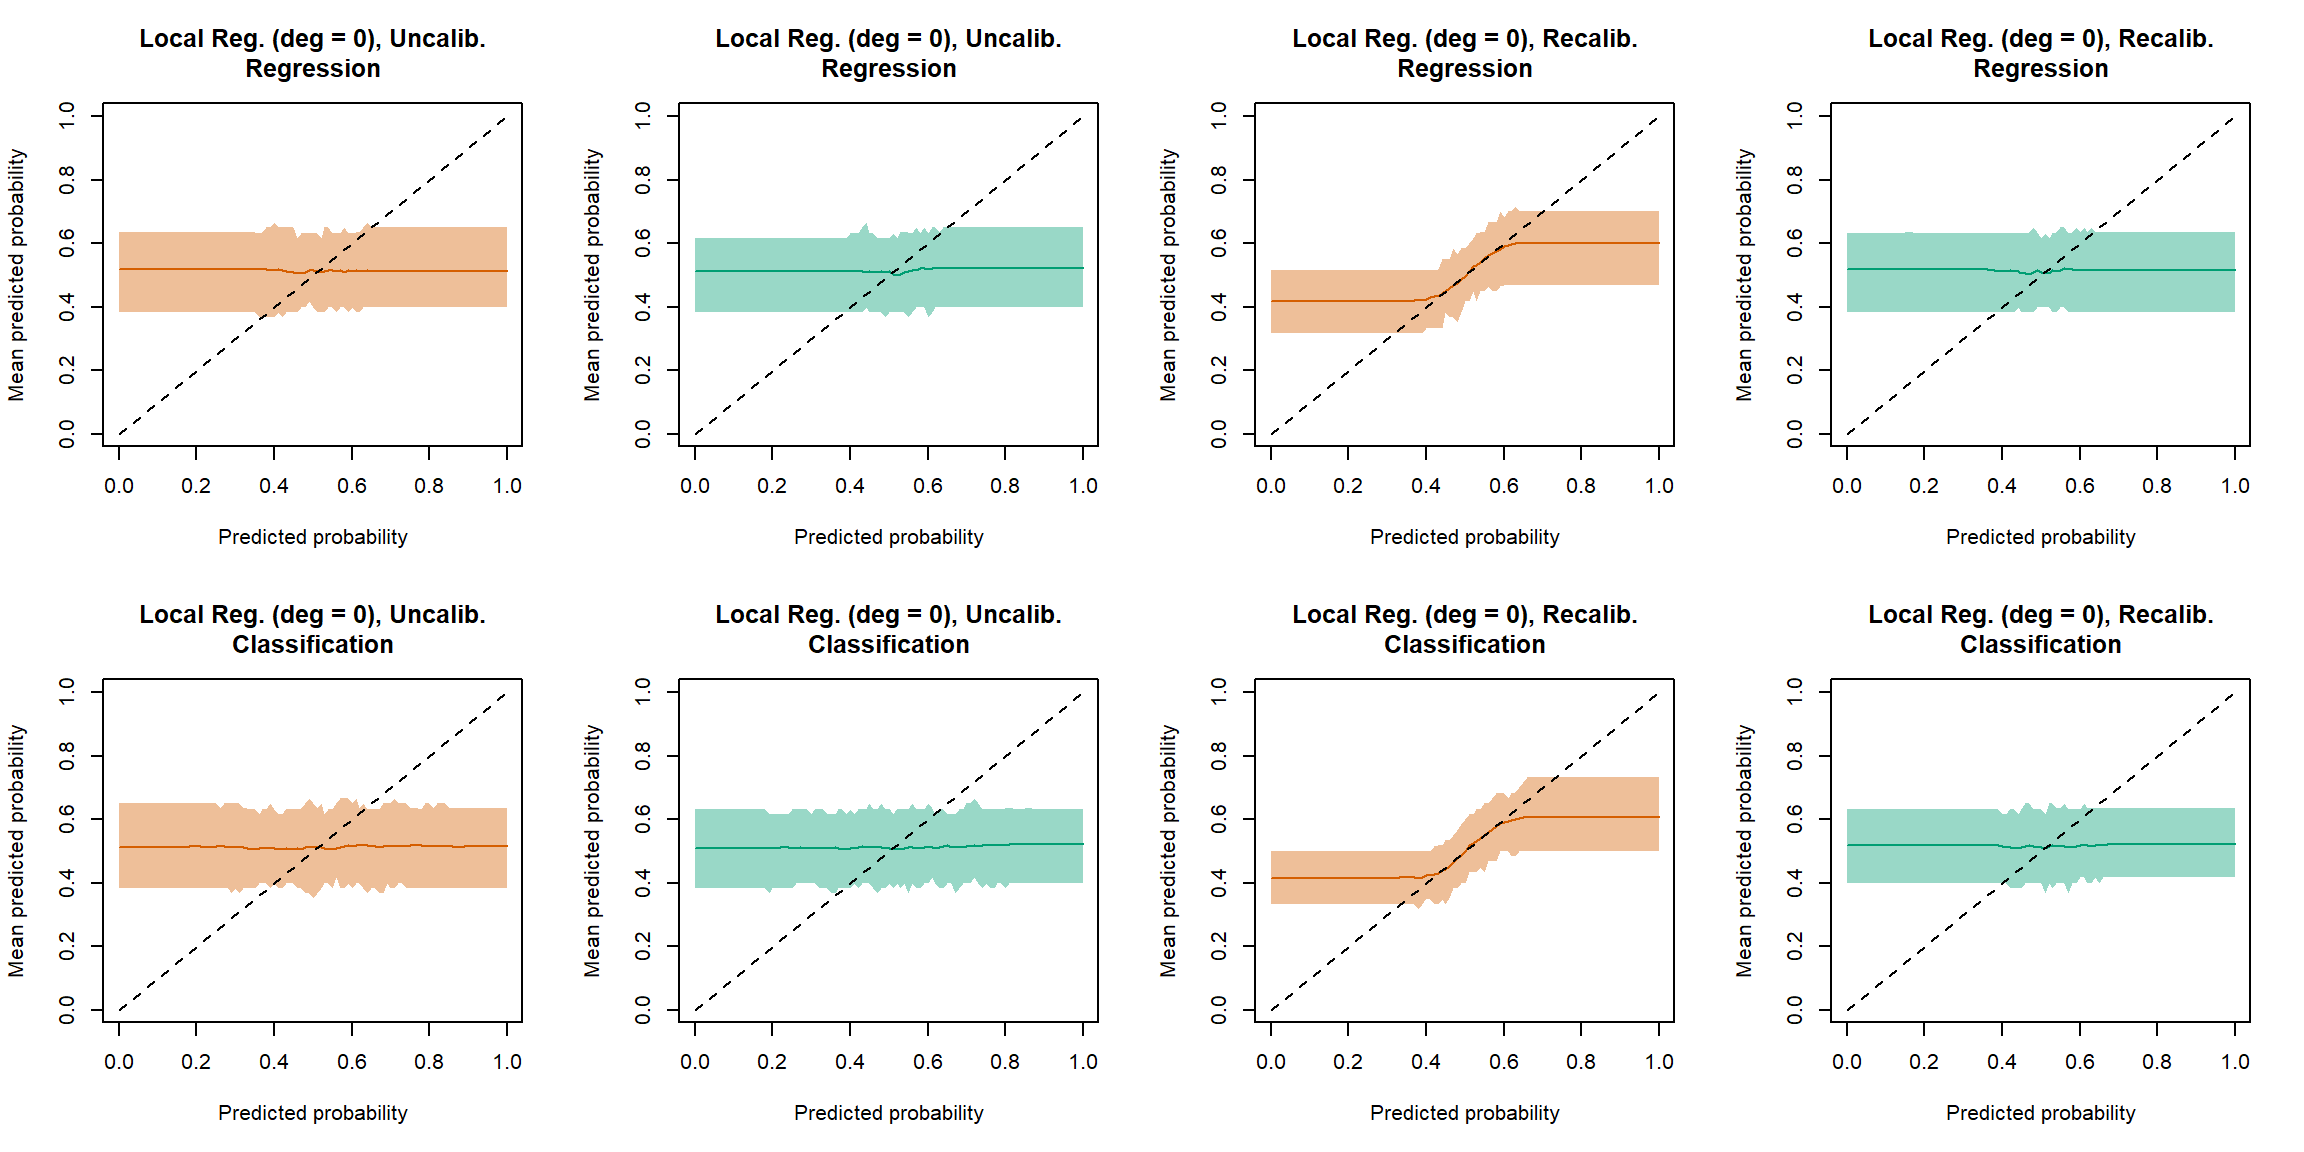 Local Reg. (deg = 0), Uncalib.
Regression
Mean predicted probability
1.0
0.8
0.6
0.4
0.2
0.0
0.0 0.2 0.4 0.6 0.8 1.0
Predicted probability
Local Reg. (deg = 0), Uncalib.
Regression
Mean predicted probability
1.0
0.8
0.6
0.4
0.2
0.0
0.0 0.2 0.4 0.6 0.8 1.0
Predicted probability
Local Reg. (deg = 0), Recalib.
Regression
Mean predicted probability
1.0
0.8
0.6
0.4
0.2
0.0
0.0 0.2 0.4 0.6 0.8 1.0
Predicted probability
Local Reg. (deg = 0), Recalib.
Regression
Mean predicted probability
1.0
0.8
0.6
0.4
0.2
0.0
0.0 0.2 0.4 0.6 0.8 1.0
Predicted probability
Local Reg. (deg = 0), Uncalib.
Classification
Mean predicted probability
1.0
0.8
0.6
0.4
0.2
0.0
0.0 0.2 0.4 0.6 0.8 1.0
Predicted probability
Local Reg. (deg = 0), Uncalib.
Classification
Mean predicted probability
1.0
0.8
0.6
0.4
0.2
0.0
0.0 0.2 0.4 0.6 0.8 1.0
Predicted probability
Local Reg. (deg = 0), Recalib.
Classification
Mean predicted probability
1.0
0.8
0.6
0.4
0.2
0.0
0.0 0.2 0.4 0.6 0.8 1.0
Predicted probability
Local Reg. (deg = 0), Recalib.
Classification
Mean predicted probability
1.0
0.8
0.6
0.4
0.2
0.0
0.0 0.2 0.4 0.6 0.8 1.0
Predicted probability